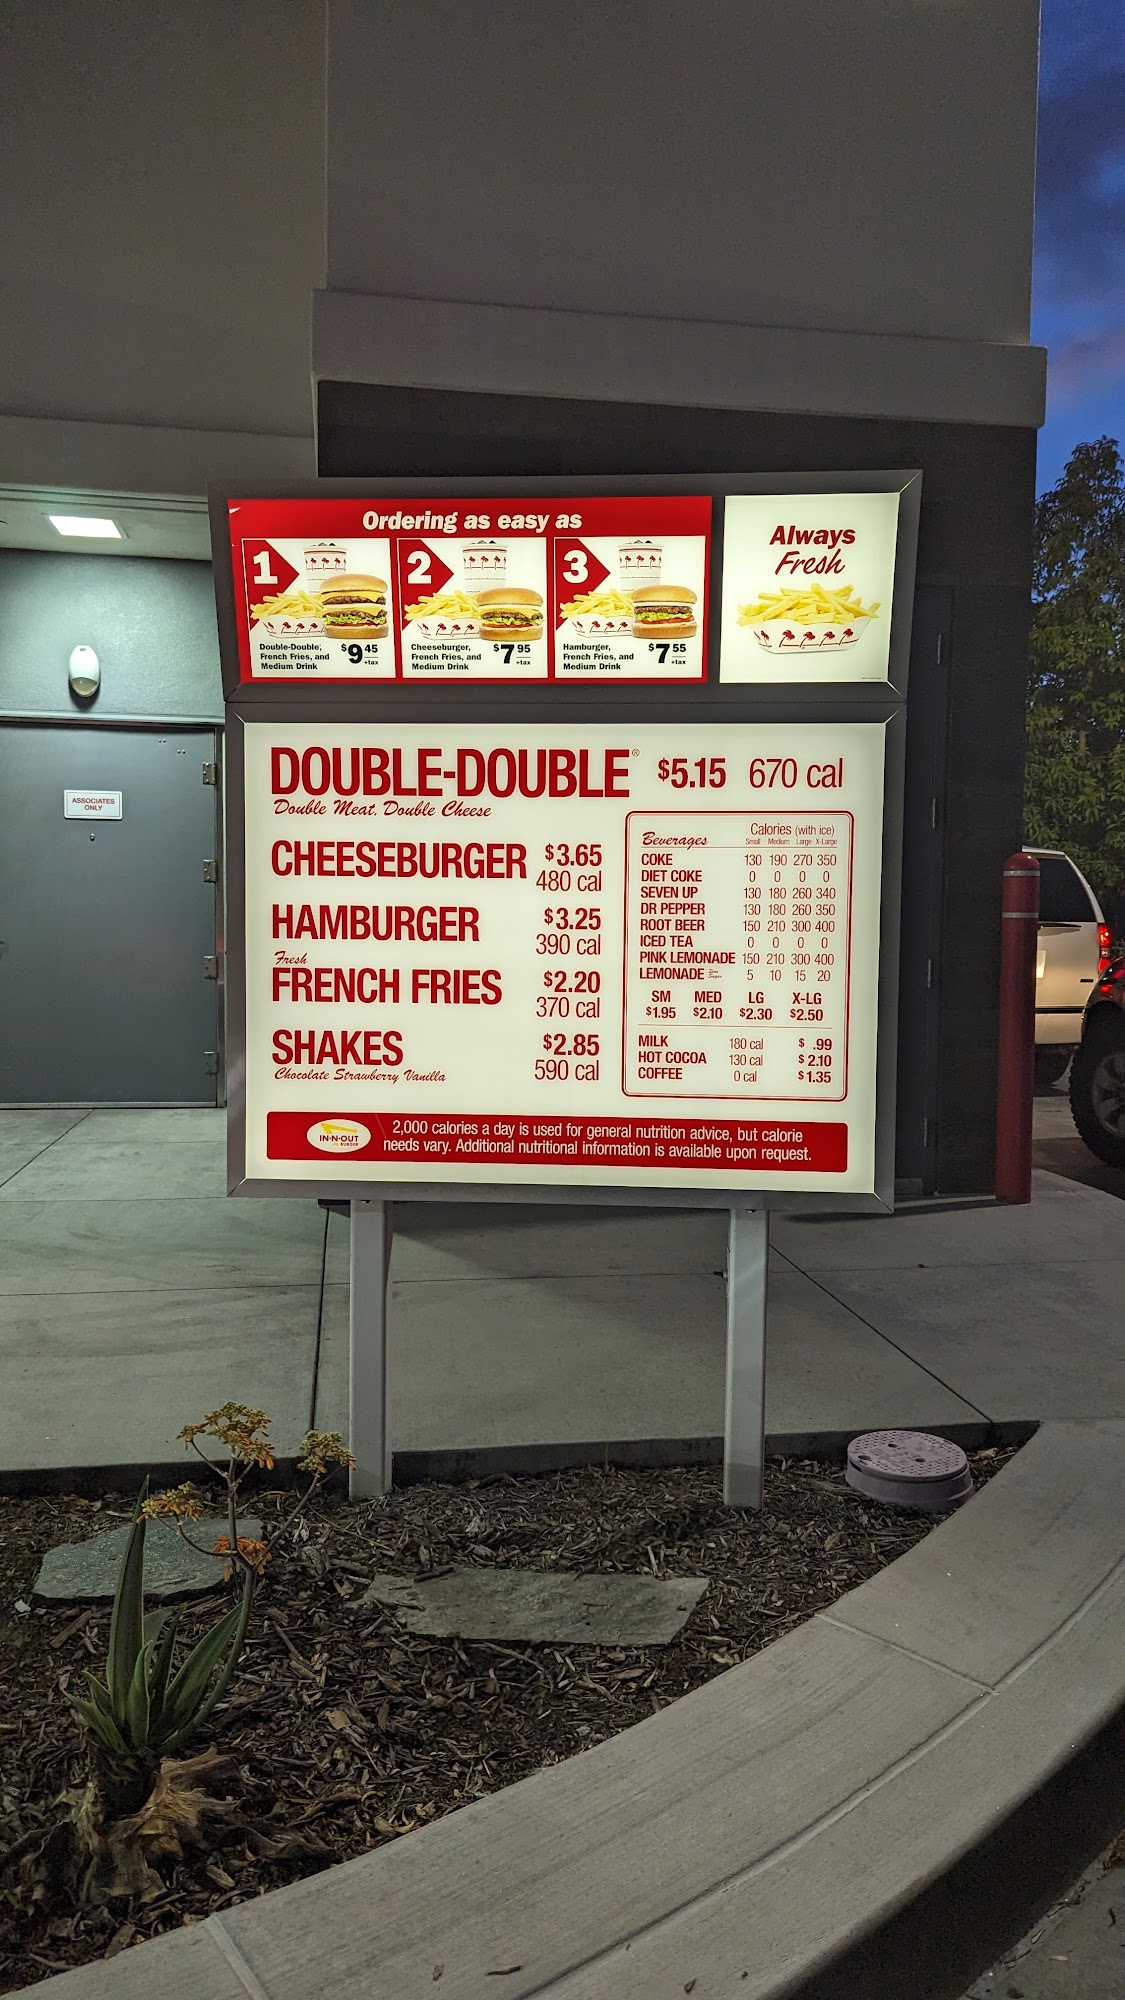 Ordering as easy as
1
Double-Double,
French Fries, and
Medium Drink
$9 45
+tax
2
Cheeseburger,
French Fries, and
Medium Drink
$7 95
+tax
3
Hamburger,
French Fries, and
Medium Drink
$7 55
+tax
Always
Fresh
DOUBLE-DOUBLE® $5.15 670 cal
Double Meat, Double Cheese
CHEESEBURGER $3.65
480 cal
HAMBURGER $3.25
390 cal
Fresh
FRENCH FRIES $2.20
370 cal
SHAKES $2.85
Chocolate Strawberry Vanilla 590 cal
Beverages Calories (with ice)
Small Medium Large X-Large
COKE 130 190 270 350
DIET COKE 0 0 0 0
SEVEN UP 130 180 260 340
DR PEPPER 130 180 260 350
ROOT BEER 150 210 300 400
ICED TEA 0 0 0 0
PINK LEMONADE 150 210 300 400
LEMONADE 5 10 15 20
SM MED LG X-LG
$1.95 $2.10 $2.30 $2.50
MILK 180 cal $ .99
HOT COCOA 130 cal $ 2.10
COFFEE 0 cal $ 1.35
IN-N-OUT
BURGER
2,000 calories a day is used for general nutrition advice, but calorie
needs vary. Additional nutritional information is available upon request.
ASSOCIATES
ONLY